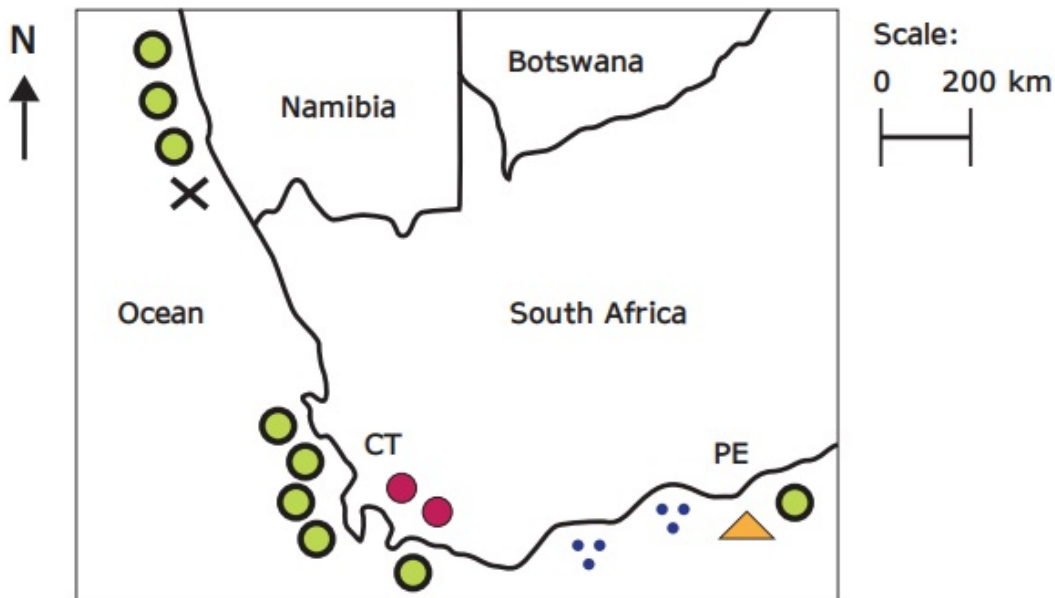 N
Scale:
0 200 km
Botswana
Namibia
Ocean
South Africa
CT
PE